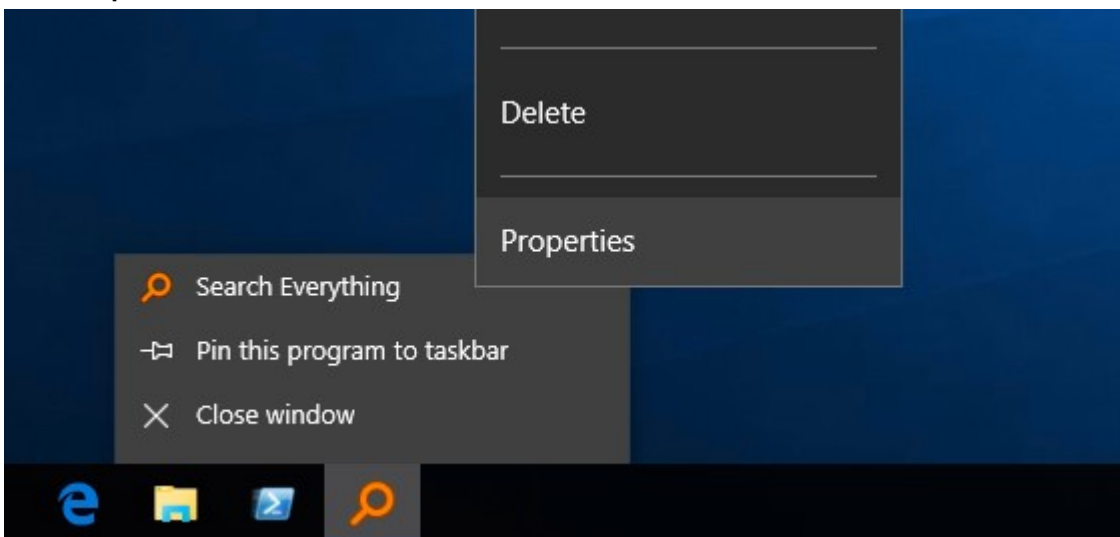 Delete
Properties
Search Everything
Pin this program to taskbar
Close window